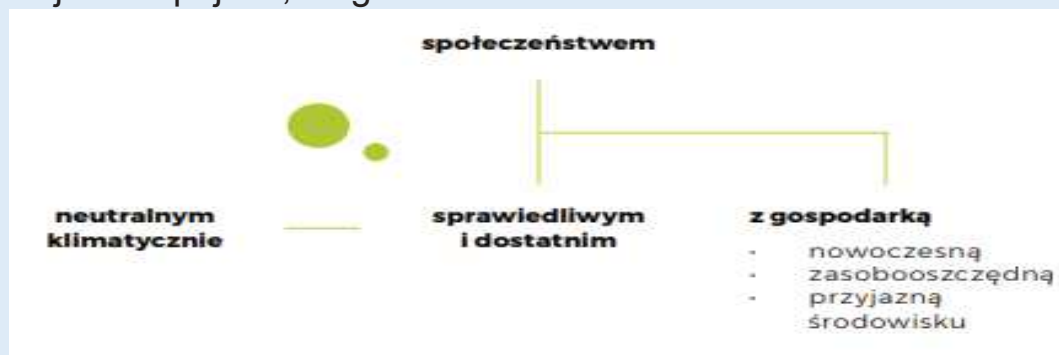 społeczeństwem
neutralnym
klimatycznie
sprawiedliwym
i dostatnim
z gospodarką
- nowoczesną
- zasobooszczędną
- przyjazną
środowisku